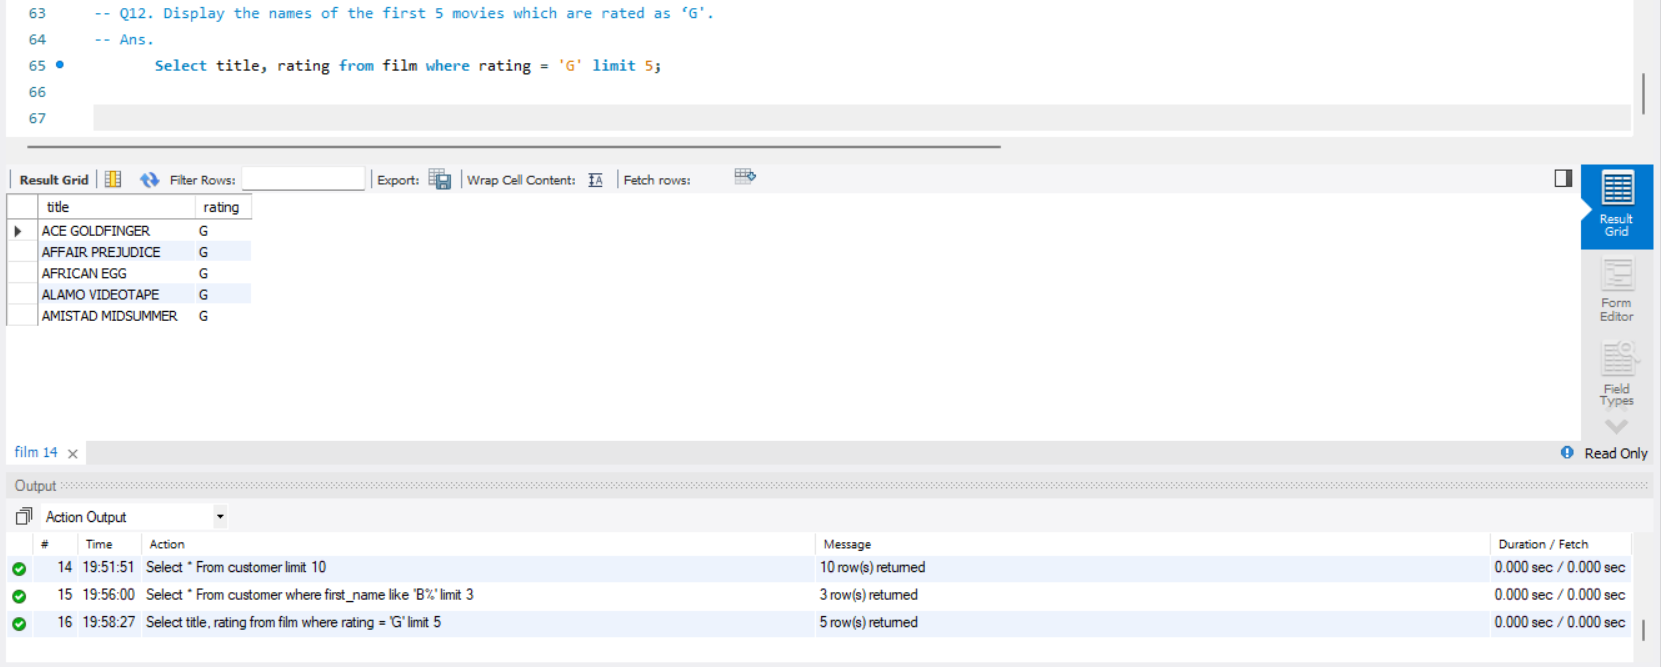 63 -- Q12. Display the names of the first 5 movies which are rated as ‘G'.
64 -- Ans.
65 Select title, rating from film where rating = 'G' limit 5;
66
67
Result Grid Filter Rows: Export: Wrap Cell Content: Fetch rows:
title rating
ACE GOLDFINGER G
AFFAIR PREJUDICE G
AFRICAN EGG G
ALAMO VIDEOTAPE G
AMISTAD MIDSUMMER G
Result
Grid
Form
Editor
Field
Types
film 14 Read Only
Output
Action Output
# Time Action Message Duration / Fetch
14 19:51:51 Select * From customer limit 10 10 row(s) returned 0.000 sec / 0.000 sec
15 19:56:00 Select * From customer where first_name like 'B%' limit 3 3 row(s) returned 0.000 sec / 0.000 sec
16 19:58:27 Select title, rating from film where rating = 'G' limit 5 5 row(s) returned 0.000 sec / 0.000 sec